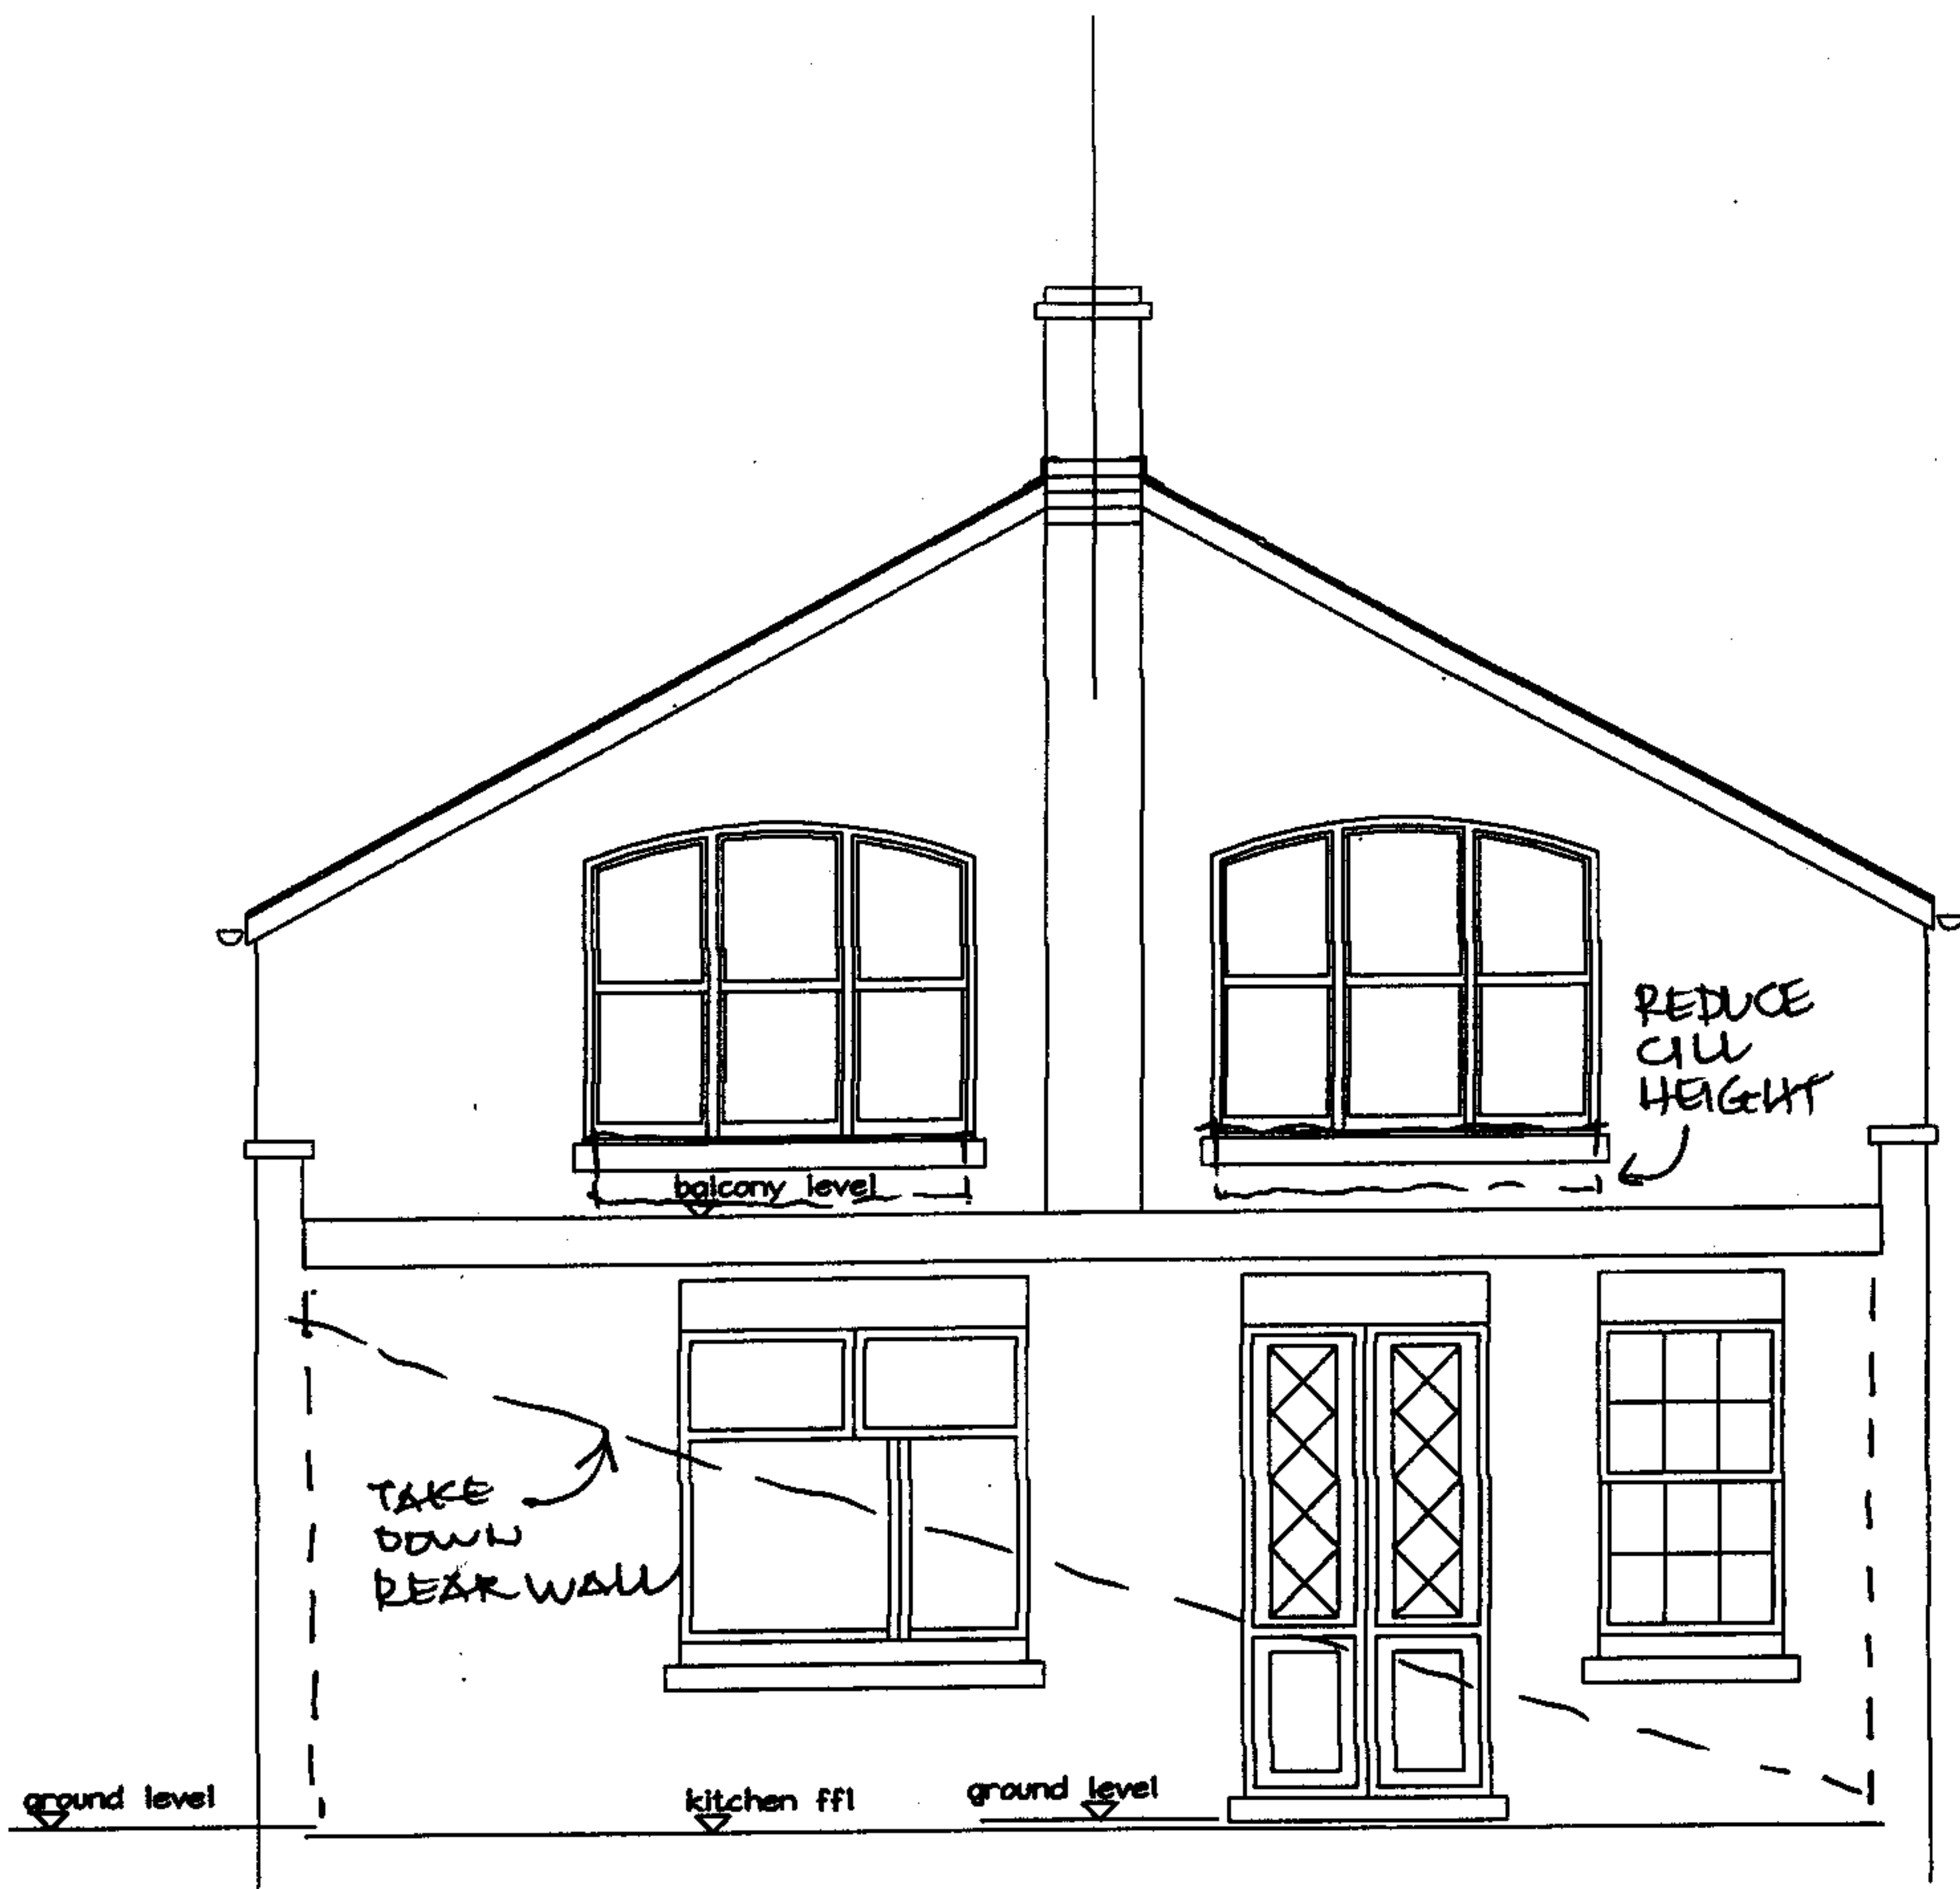 REDUCE
CILL
HEIGHT
balcony level
TAKE
DOWN
REAR WALL
ground level
kitchen ffl
ground level